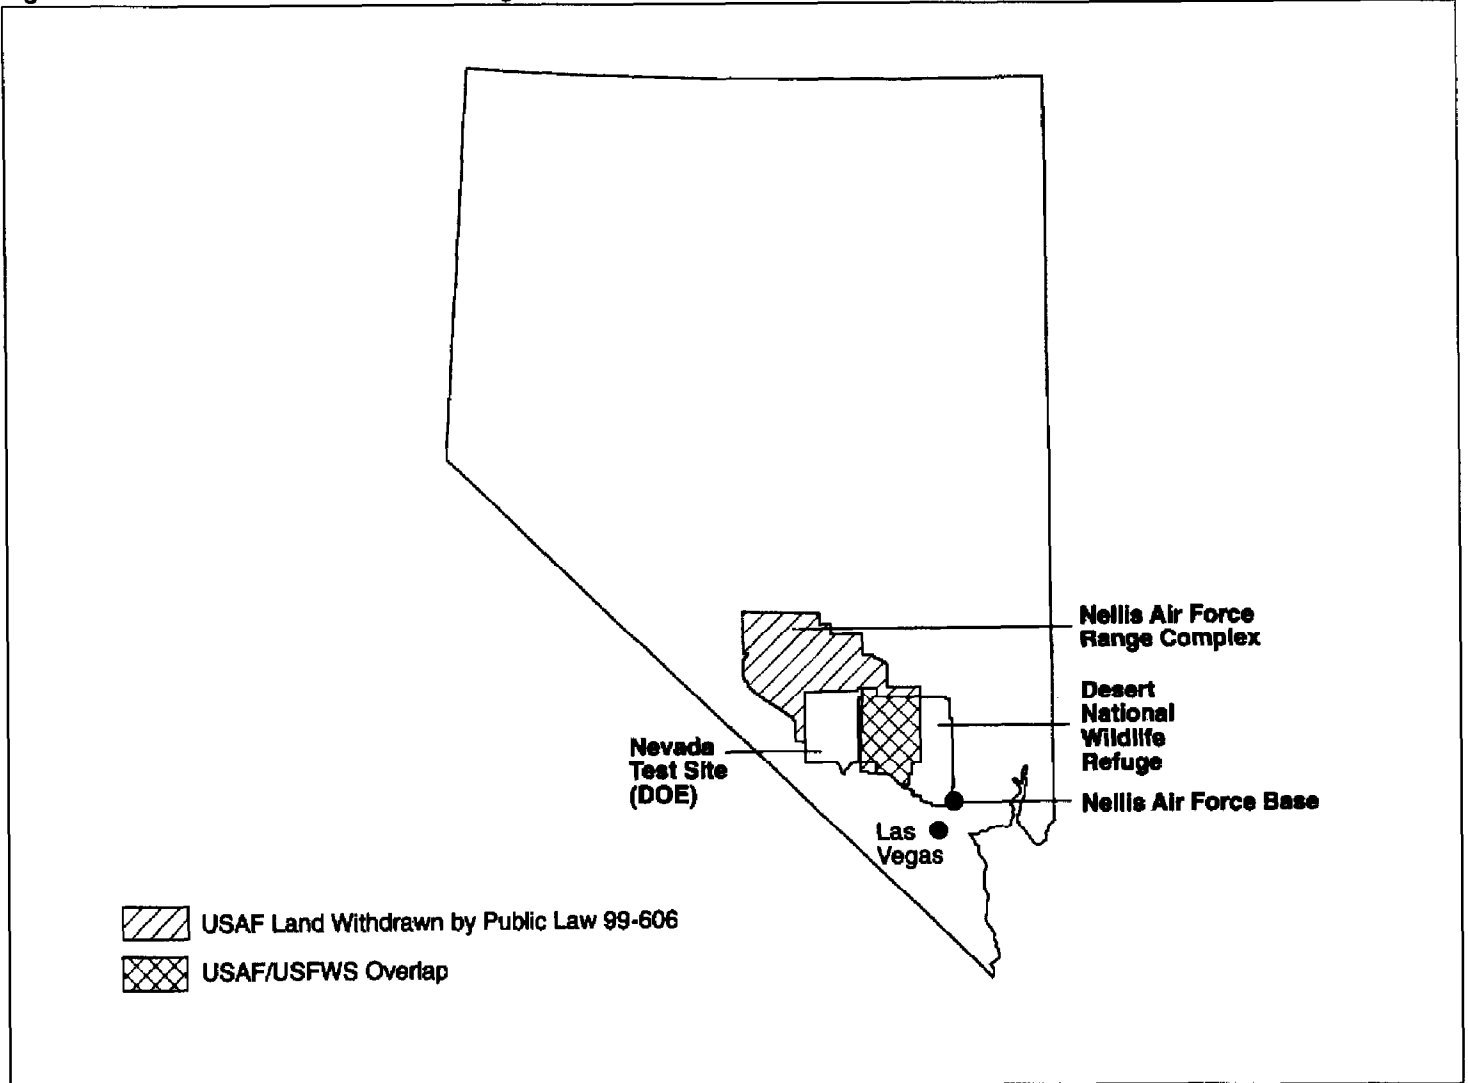 Nellis Air Force
Range Complex
Desert
National
Wildlife
Refuge
Nevada
Test Site
(DOE)
Nellis Air Force Base
Las
Vegas
USAF Land Withdrawn by Public Law 99-606
USAF/USFWS Overlap